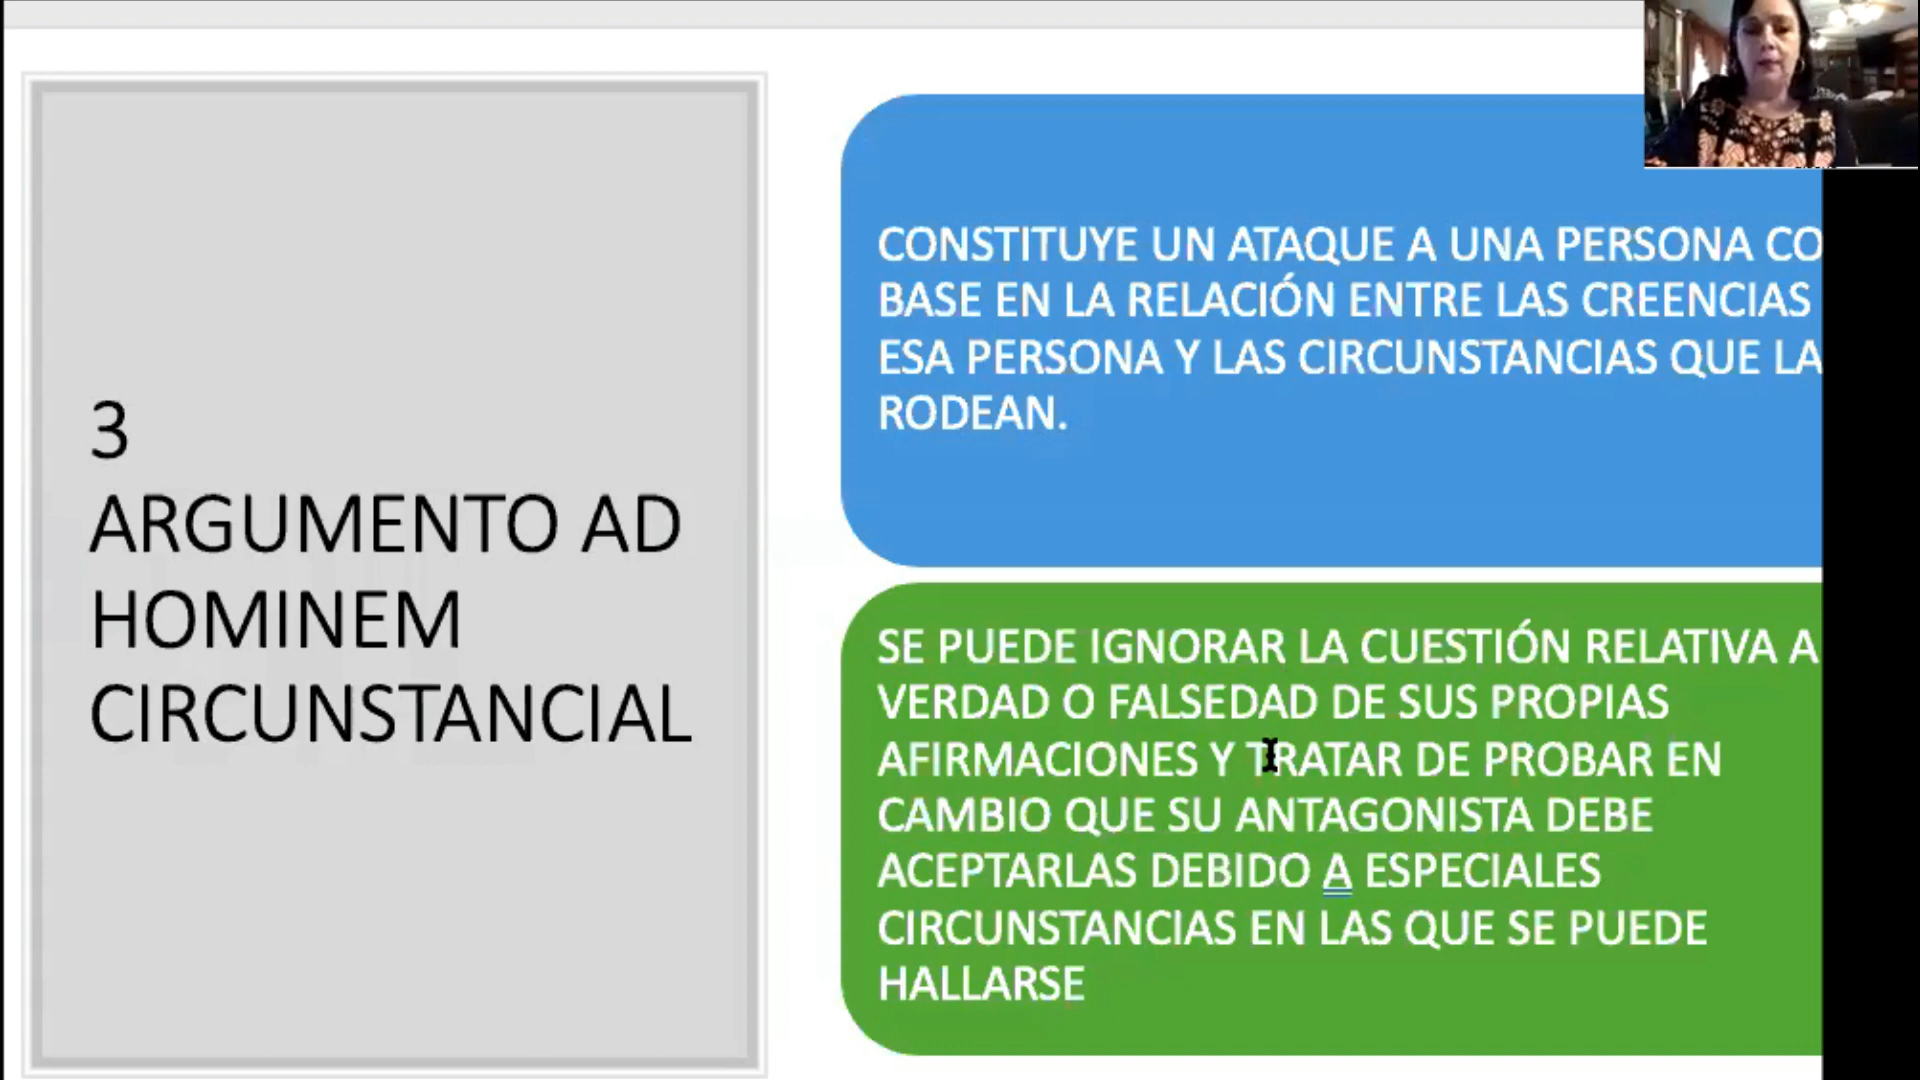 3
ARGUMENTO AD
HOMINEM
CIRCUNSTANCIAL
CONSTITUYE UN ATAQUE A UNA PERSONA CO
BASE EN LA RELACIÓN ENTRE LAS CREENCIAS
ESA PERSONA Y LAS CIRCUNSTANCIAS QUE LA
RODEAN.
SE PUEDE IGNORAR LA CUESTIÓN RELATIVA A
VERDAD O FALSEDAD DE SUS PROPIAS
AFIRMACIONES Y TRATAR DE PROBAR EN
CAMBIO QUE SU ANTAGONISTA DEBE
ACEPTARLAS DEBIDO A ESPECIALES
CIRCUNSTANCIAS EN LAS QUE SE PUEDE
HALLARSE